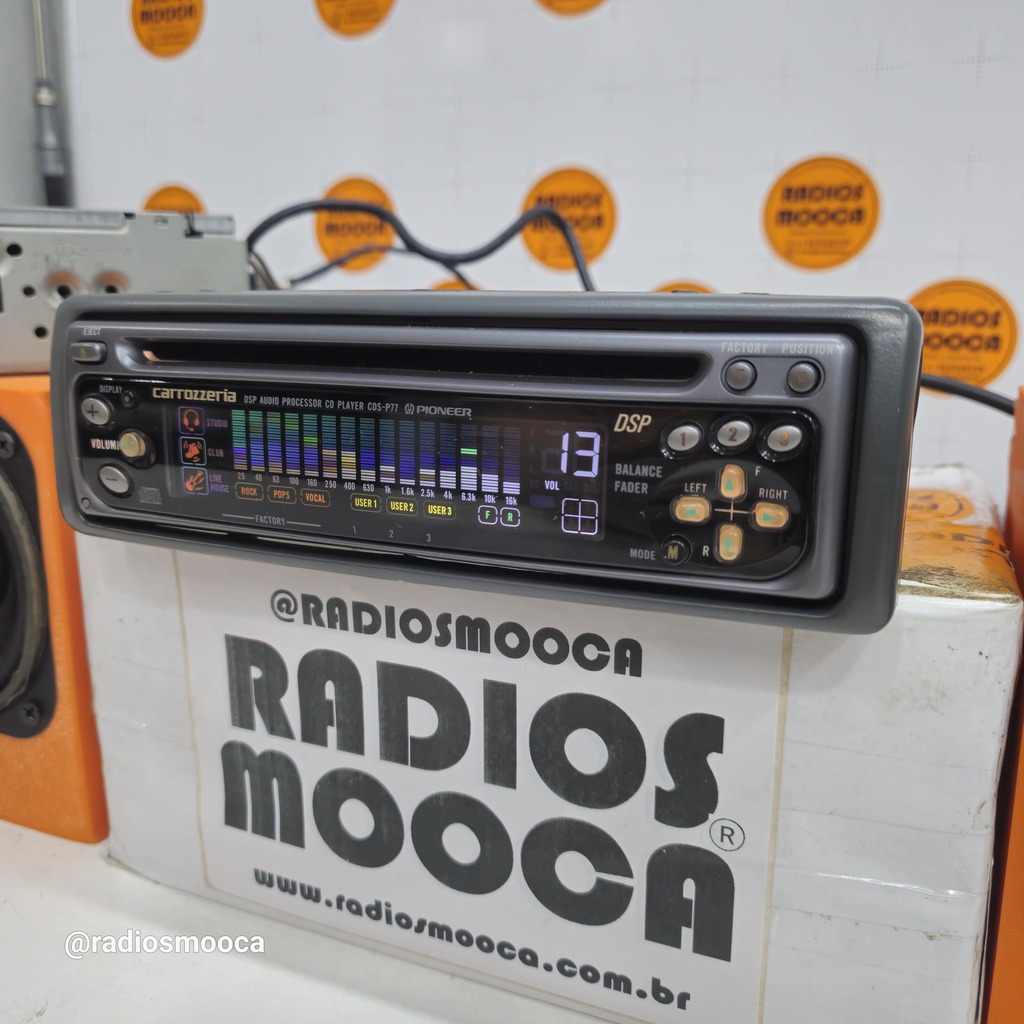 RADIOS
MOOCA
RADIOS
MOOCA
RADIOS
MOOCA
RADIOS
MOOCA
RADIOS
MOOCA
EJECT
FACTORY POSITION
DISPLAY
carrozzeria DSP AUDIO PROCESSOR CD PLAYER CDS-P77 PIONEER
DSP
1 2 3
+
VOLUME
−
STUDIO
CLUB
LIVE
HOUSE
13
VOL
BALANCE
FADER
F
LEFT RIGHT
R
MODE M
25 40 63 100 160 250 400 630 1k 1.6k 2.5k 4k 6.3k 10k 16k
ROCK POPS VOCAL USER 1 USER 2 USER 3 F R
FACTORY 1 2 3
@RADIOSMOOCA
RADIOS
MOOCA®
www.radiosmooca.com.br
@radiosmooca